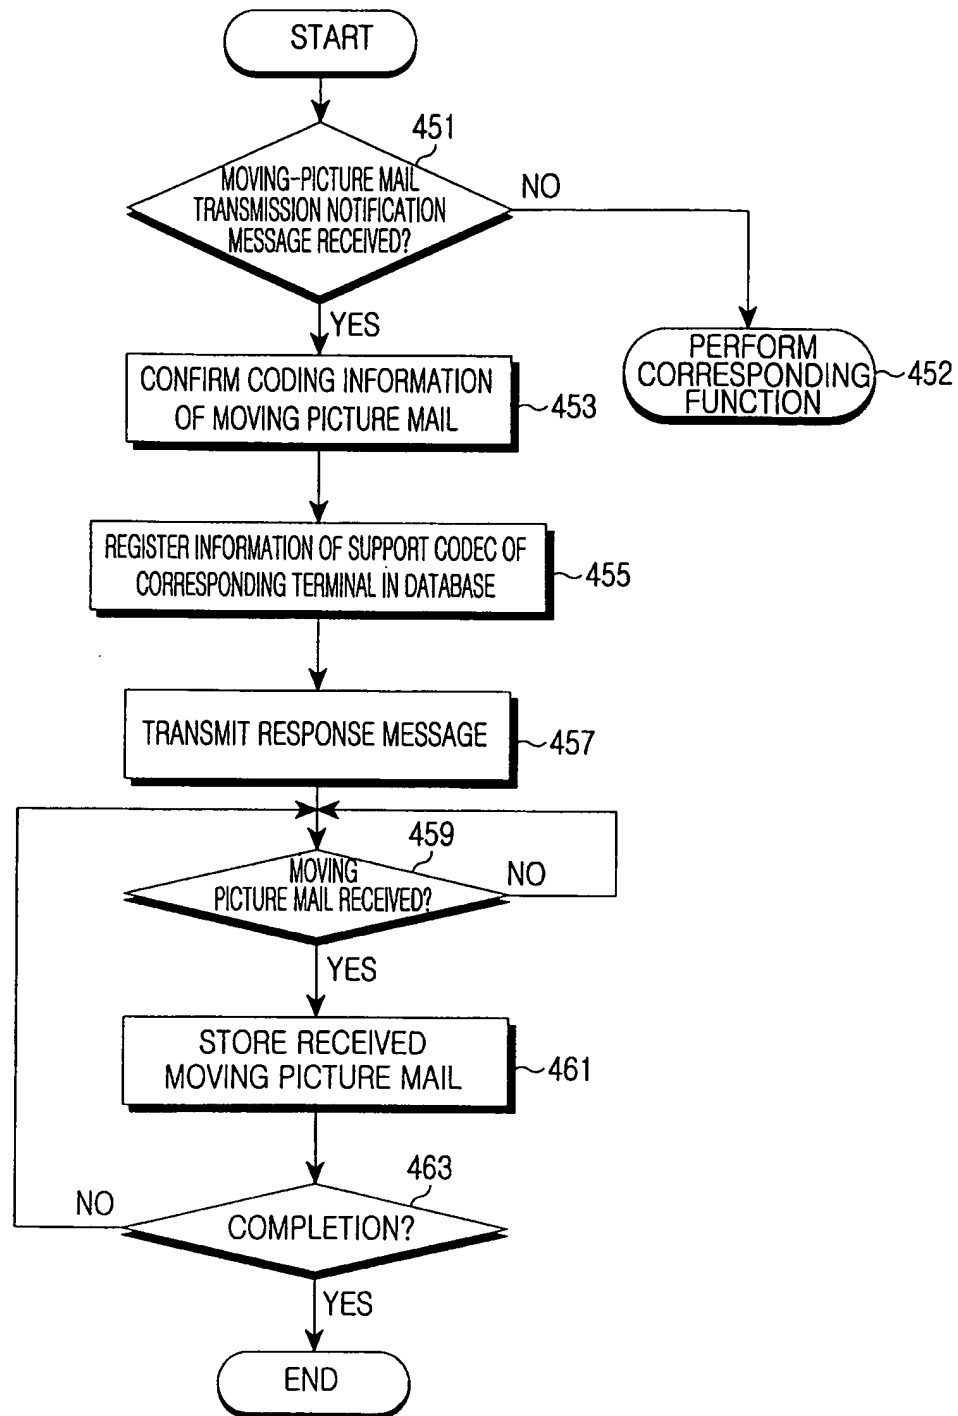 START
451
MOVING-PICTURE MAIL
TRANSMISSION NOTIFICATION
MESSAGE RECEIVED?
NO
YES
PERFORM
CORRESPONDING
FUNCTION
452
CONFIRM CODING INFORMATION
OF MOVING PICTURE MAIL
453
REGISTER INFORMATION OF SUPPORT CODEC OF
CORRESPONDING TERMINAL IN DATABASE
455
TRANSMIT RESPONSE MESSAGE
457
459
MOVING
PICTURE MAIL RECEIVED?
NO
YES
STORE RECEIVED
MOVING PICTURE MAIL
461
463
NO
COMPLETION?
YES
END